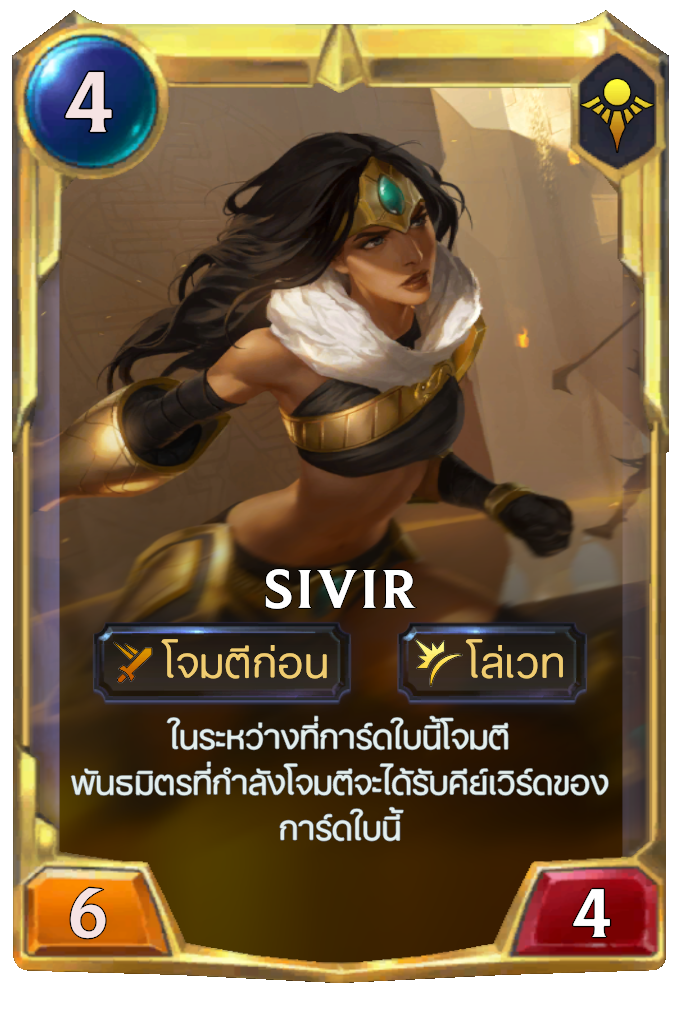 4
SIVIR
โจมตีก่อน
โล่เวท
ในระหว่างที่การ์ดใบนี้โจมตี
พันธมิตรที่กำลังโจมตีจะได้รับคีย์เวิร์ดของ
การ์ดใบนี้
6
4